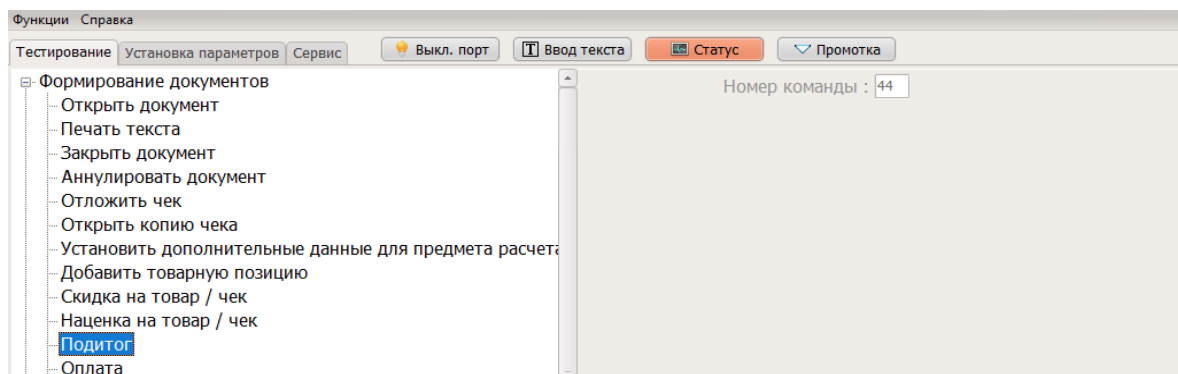 Функции Справка
Тестирование Установка параметров Сервис Выкл. порт T Ввод текста Статус Промотка
Формирование документов
Номер команды : 44
Открыть документ
Печать текста
Закрыть документ
Аннулировать документ
Отложить чек
Открыть копию чека
Установить дополнительные данные для предмета расчета
Добавить товарную позицию
Скидка на товар / чек
Наценка на товар / чек
Подитог
Оплата